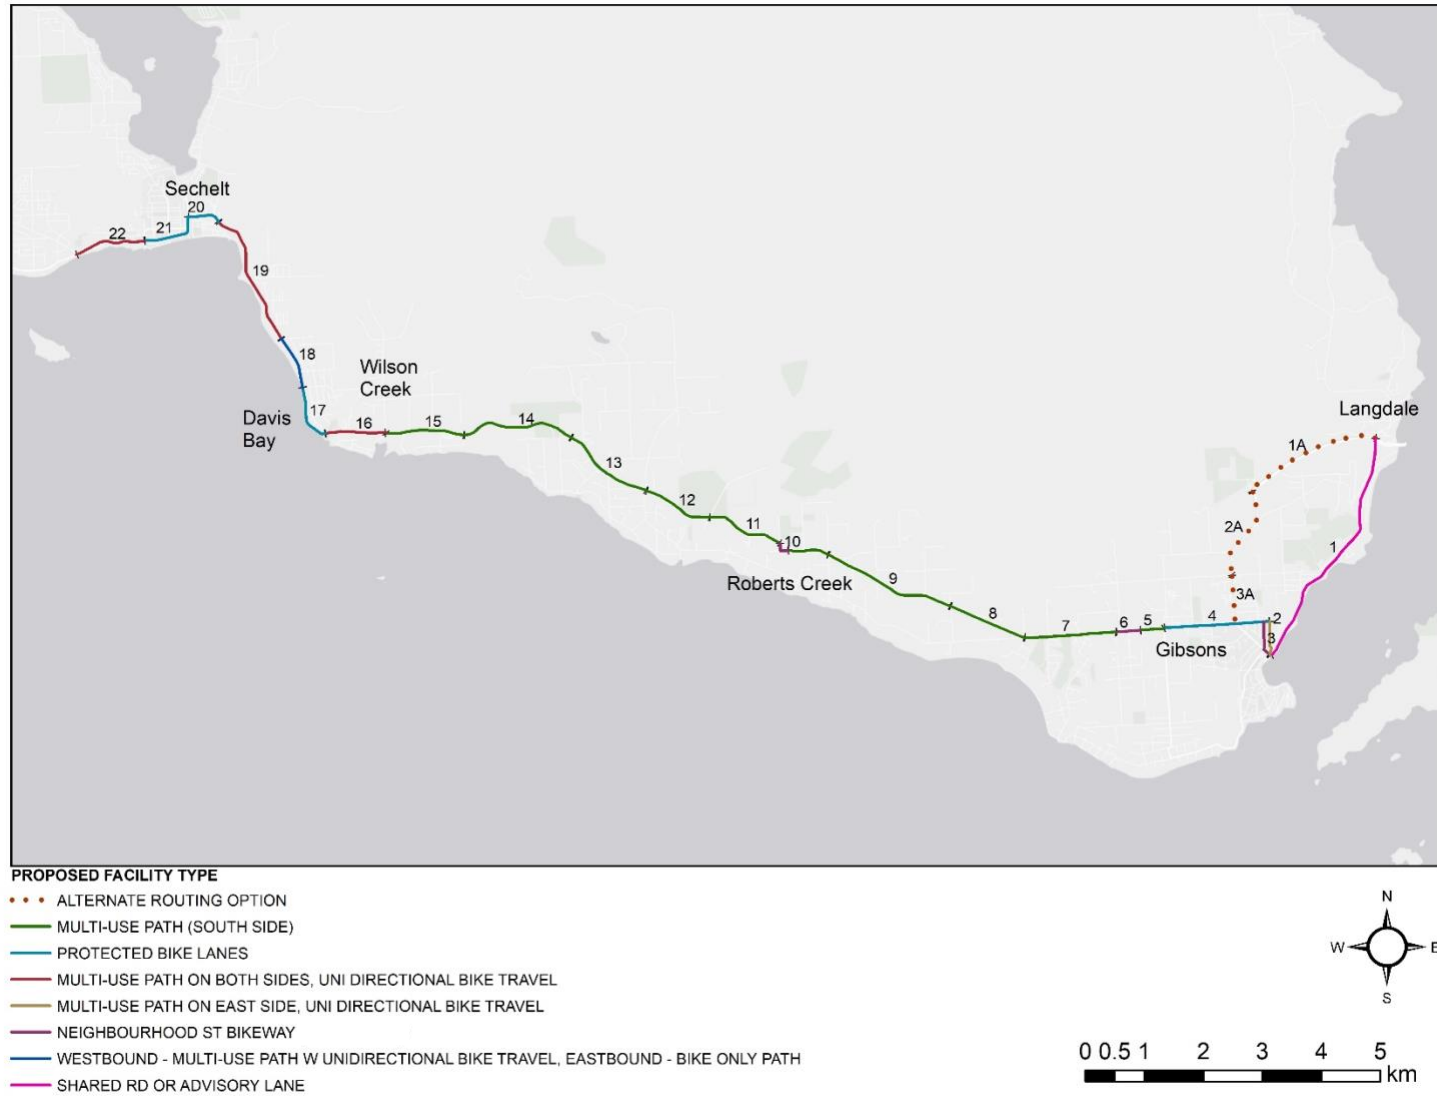 Sechelt
20
22
21
19
18
Wilson
Creek
Davis
Bay
17
16
15
14
13
12
11
10
Roberts Creek
9
8
7
6
5
4
Gibsons
Langdale
1A
2A
3A
1
2
3
PROPOSED FACILITY TYPE
ALTERNATE ROUTING OPTION
MULTI-USE PATH (SOUTH SIDE)
PROTECTED BIKE LANES
MULTI-USE PATH ON BOTH SIDES, UNI DIRECTIONAL BIKE TRAVEL
MULTI-USE PATH ON EAST SIDE, UNI DIRECTIONAL BIKE TRAVEL
NEIGHBOURHOOD ST BIKEWAY
WESTBOUND - MULTI-USE PATH W UNIDIRECTIONAL BIKE TRAVEL, EASTBOUND - BIKE ONLY PATH
SHARED RD OR ADVISORY LANE
N
W E
S
0 0.5 1 2 3 4 5
km